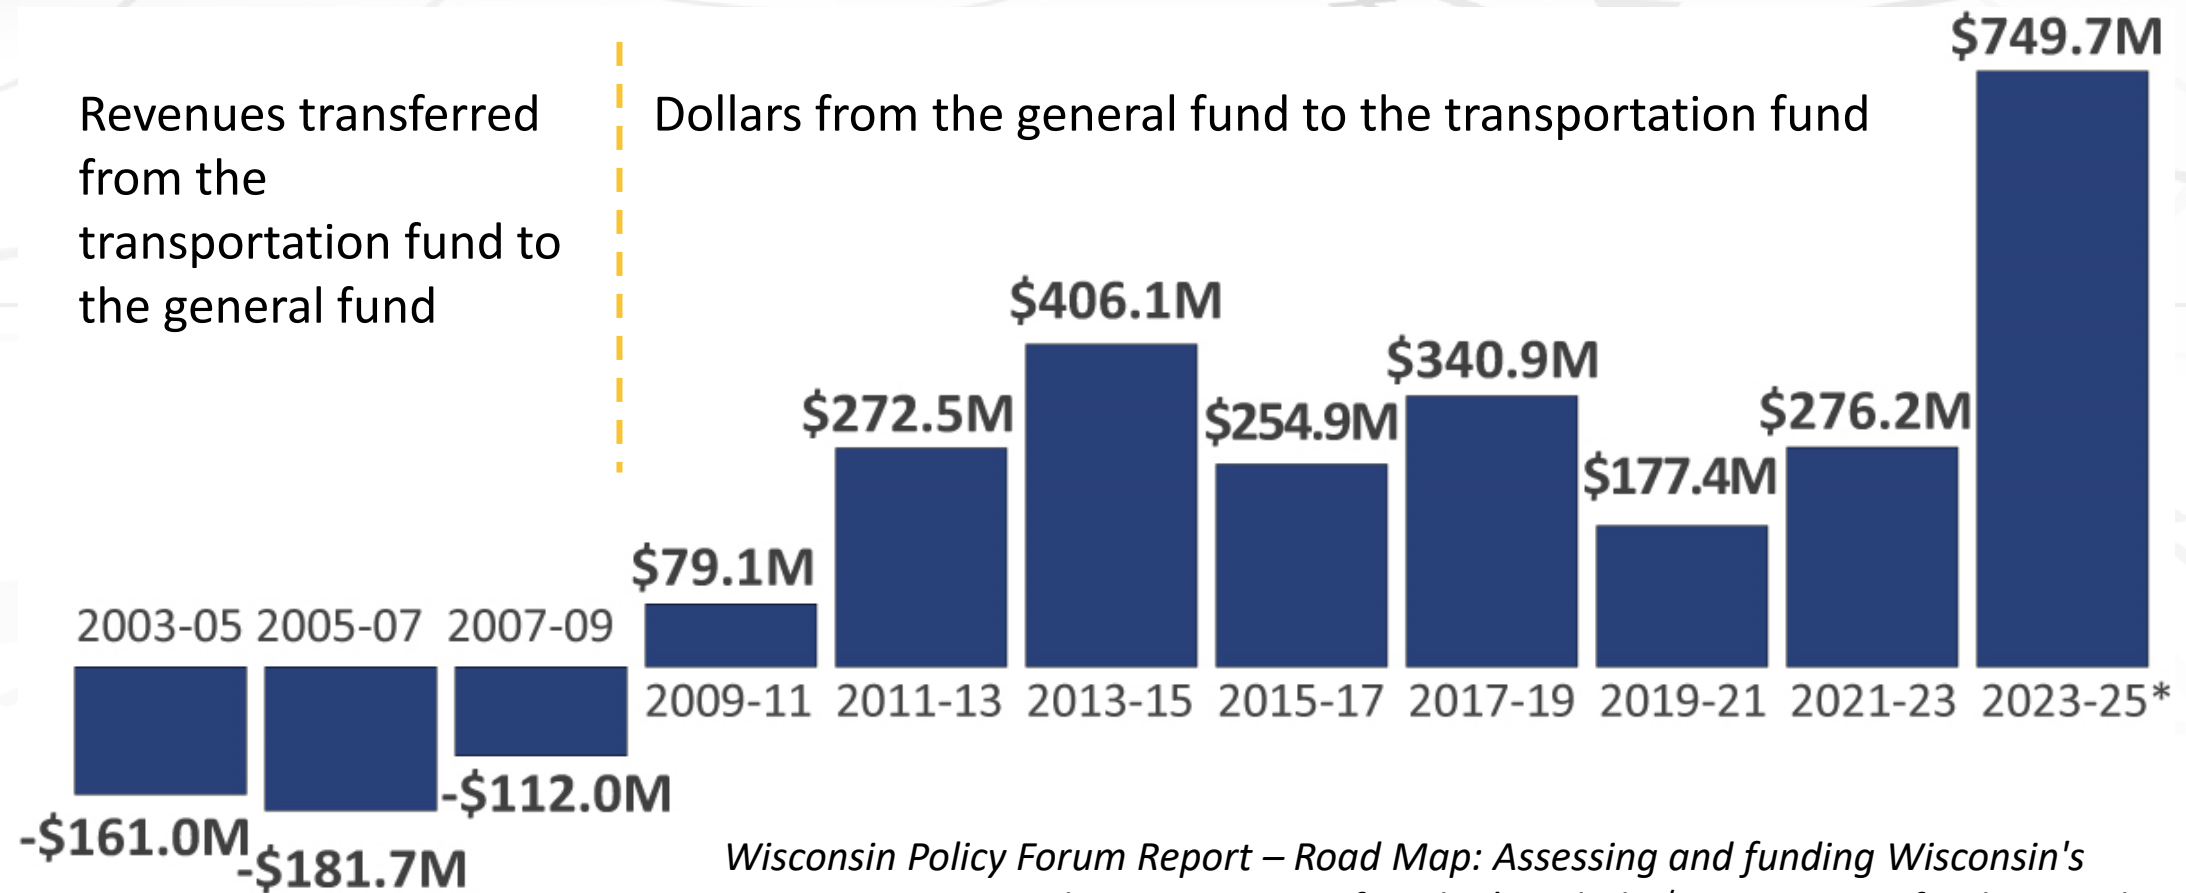 $749.7M
Revenues transferred
from the
transportation fund to
the general fund
Dollars from the general fund to the transportation fund
$406.1M
$340.9M
$272.5M
$254.9M
$276.2M
$177.4M
$79.1M
2003-05 2005-07 2007-09
2009-11 2011-13 2013-15 2015-17 2017-19 2019-21 2021-23 2023-25*
-$112.0M
-$161.0M
-$181.7M
Wisconsin Policy Forum Report – Road Map: Assessing and funding Wisconsin's